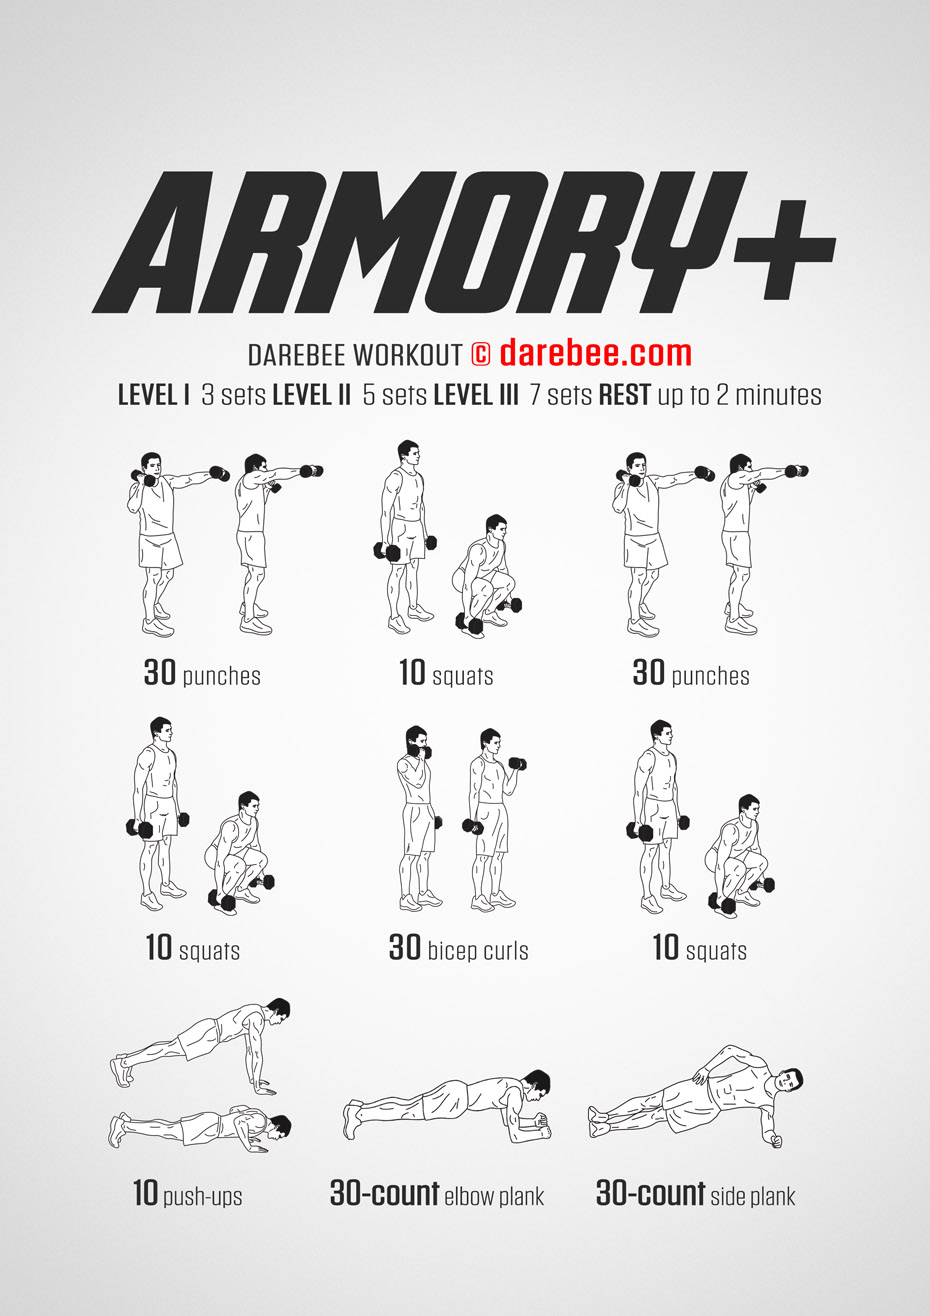 ARMORY+
DAREBEE WORKOUT © darebee.com
LEVEL I 3 sets LEVEL II 5 sets LEVEL III 7 sets REST up to 2 minutes
30 punches
10 squats
30 punches
10 squats
30 bicep curls
10 squats
10 push-ups
30-count elbow plank
30-count side plank